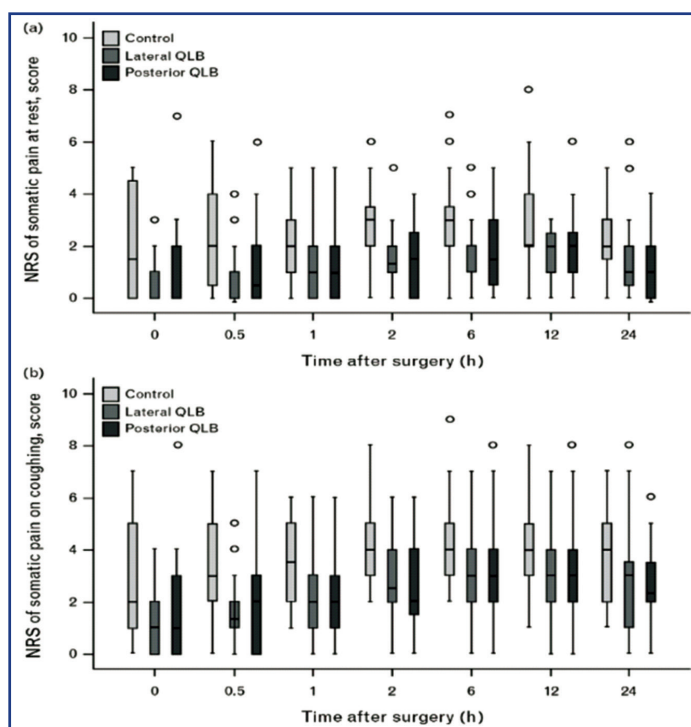 (a)
10
8
6
4
2
0
NRS of somatic pain at rest, score
Control
Lateral QLB
Posterior QLB
0 0.5 1 2 6 12 24
Time after surgery (h)
(b)
10
8
6
4
2
0
NRS of somatic pain on coughing, score
Control
Lateral QLB
Posterior QLB
0 0.5 1 2 6 12 24
Time after surgery (h)